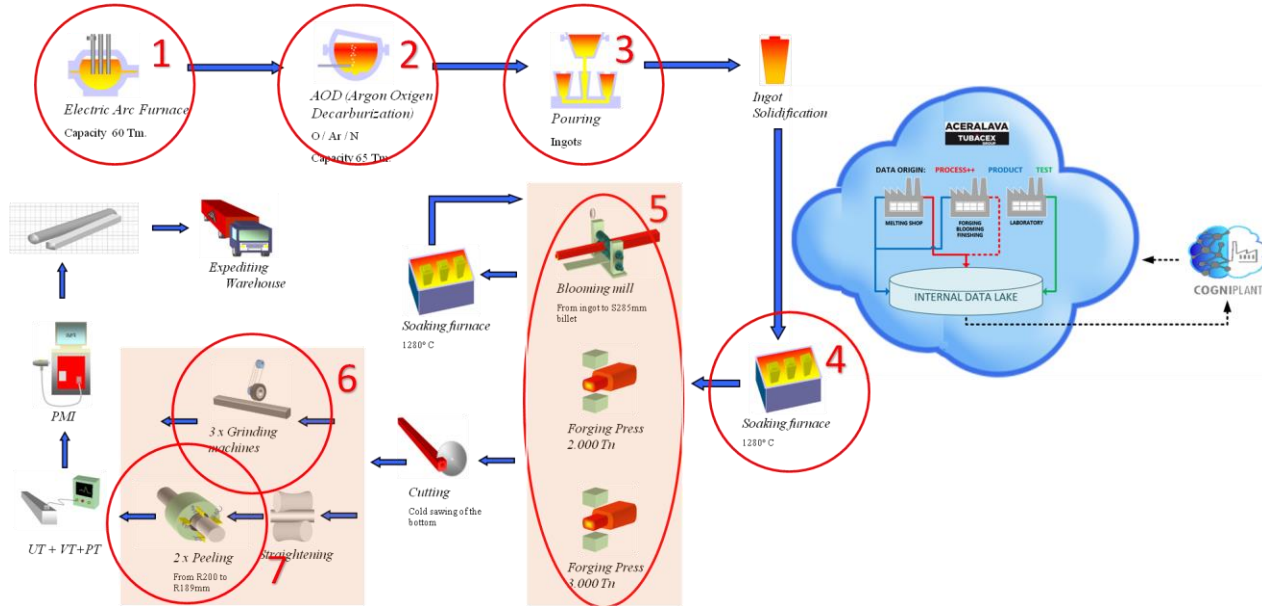 1
Electric Arc Furnace
Capacity 60 Tm.
2
AOD (Argon Oxigen
Decarburization)
O / Ar / N
Capacity 65 Tm.
3
Pouring
Ingots
Ingot
Solidification
ACERALAVA
TUBACEX
GROUP
DATA ORIGIN: PROCESS++ PRODUCT TEST
MELTING SHOP
FORGING
BLOOMING
FINISHING
LABORATORY
INTERNAL DATA LAKE
COGNIPLANT
4
Soaking furnace
1280º C
5
Blooming mill
From ingot to S285mm
billet
Forging Press
2.000 Tn
Forging Press
3.000 Tn
Soaking furnace
1280º C
Cutting
Cold sawing of the
bottom
6
3 x Grinding
machines
Straightening
7
2 x Peeling
From R200 to
R189mm
UT + VT+PT
PMI
Expediting
Warehouse